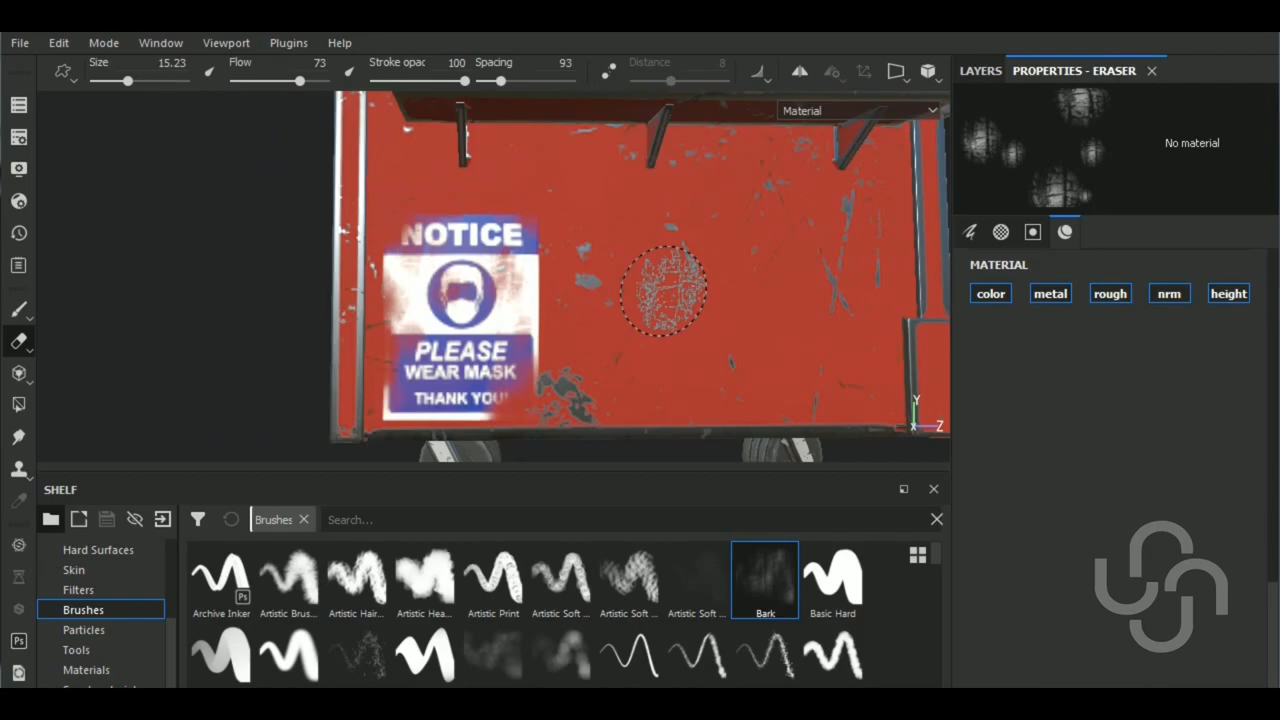 File Edit Mode Window Viewport Plugins Help
Size 15.23 Flow 73 Stroke opac 100 Spacing 93 Distance 8
LAYERS PROPERTIES - ERASER
Material
No material
NOTICE
PLEASE
WEAR MASK
THANK YOU!
Y
X Z
MATERIAL
color metal rough nrm height
SHELF
Brushes Search...
Hard Surfaces
Skin
Filters
Brushes
Particles
Tools
Materials
Ps
Archive Inker Artistic Brus... Artistic Hair... Artistic Hea... Artistic Print Artistic Soft ... Artistic Soft ... Artistic Soft ... Bark Basic Hard
Ps